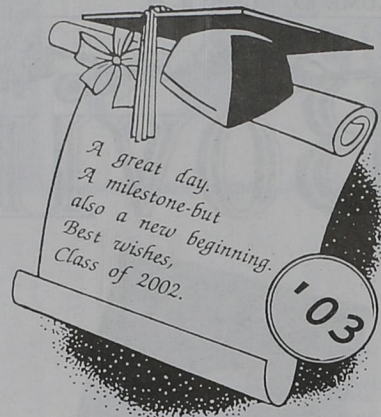 A great day.
A milestone-but
also a new beginning.
Best wishes,
Class of 2002.
'03